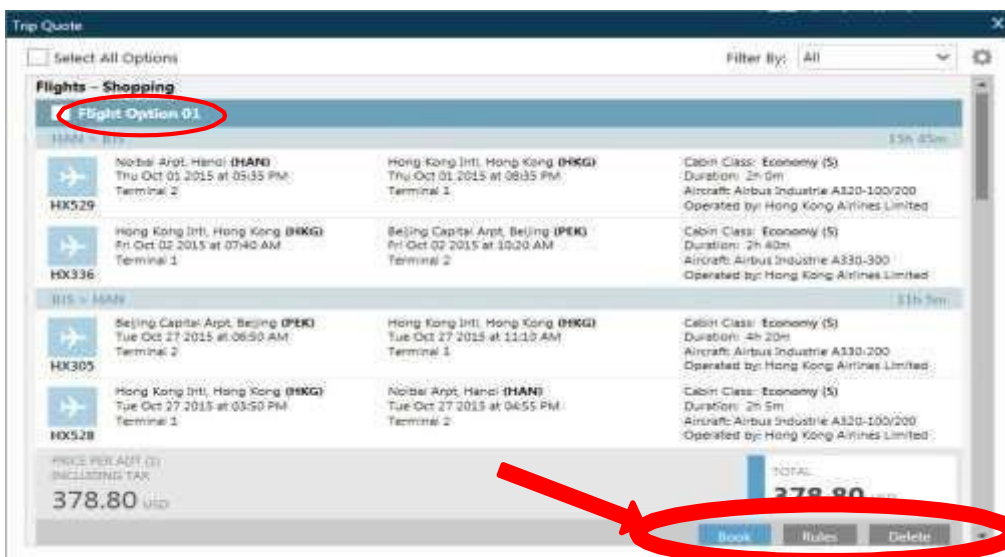 Trip Quote
Select All Options
Filter By: All
Flights – Shopping
Flight Option 01
HAN > BJS 15h 45m
Noibai Arpt, Hanoi (HAN) Hong Kong Intl, Hong Kong (HKG) Cabin Class: Economy (S)
Thu Oct 01 2015 at 05:35 PM Thu Oct 01 2015 at 08:35 PM Duration: 2h 0m
Terminal 2 Terminal 1 Aircraft: Airbus Industrie A320-100/200
HX529 Operated by: Hong Kong Airlines Limited
Hong Kong Intl, Hong Kong (HKG) Beijing Capital Arpt, Beijing (PEK) Cabin Class: Economy (S)
Fri Oct 02 2015 at 07:40 AM Fri Oct 02 2015 at 10:20 AM Duration: 2h 40m
Terminal 1 Terminal 2 Aircraft: Airbus Industrie A330-300
HX336 Operated by: Hong Kong Airlines Limited
BJS > HAN 11h 5m
Beijing Capital Arpt, Beijing (PEK) Hong Kong Intl, Hong Kong (HKG) Cabin Class: Economy (S)
Tue Oct 27 2015 at 06:50 AM Tue Oct 27 2015 at 11:10 AM Duration: 4h 20m
Terminal 2 Terminal 1 Aircraft: Airbus Industrie A330-200
HX305 Operated by: Hong Kong Airlines Limited
Hong Kong Intl, Hong Kong (HKG) Noibai Arpt, Hanoi (HAN) Cabin Class: Economy (S)
Tue Oct 27 2015 at 03:50 PM Tue Oct 27 2015 at 04:55 PM Duration: 2h 5m
Terminal 1 Terminal 2 Aircraft: Airbus Industrie A320-100/200
HX528 Operated by: Hong Kong Airlines Limited
PRICE PER ADT (1)
INCLUDING TAX
378.80 USD
TOTAL
378.80 USD
Book Rules Delete